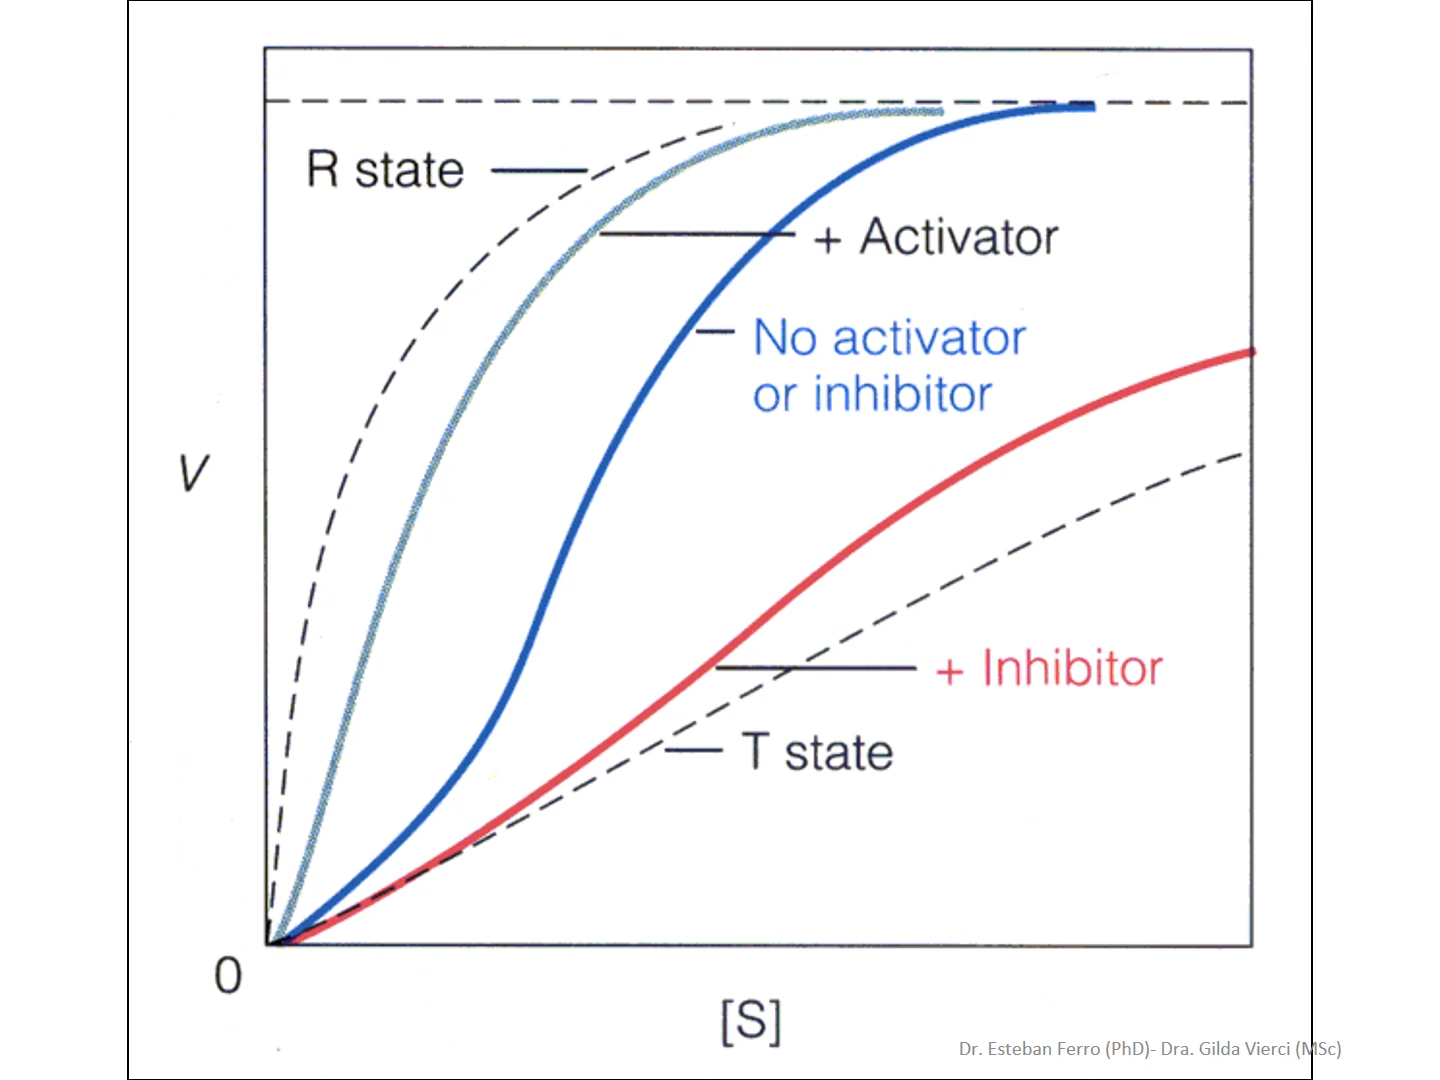 R state
+ Activator
No activator
or inhibitor
V
+ Inhibitor
T state
0
[S]
Dr. Esteban Ferro (PhD)- Dra. Gilda Vierci (MSc)